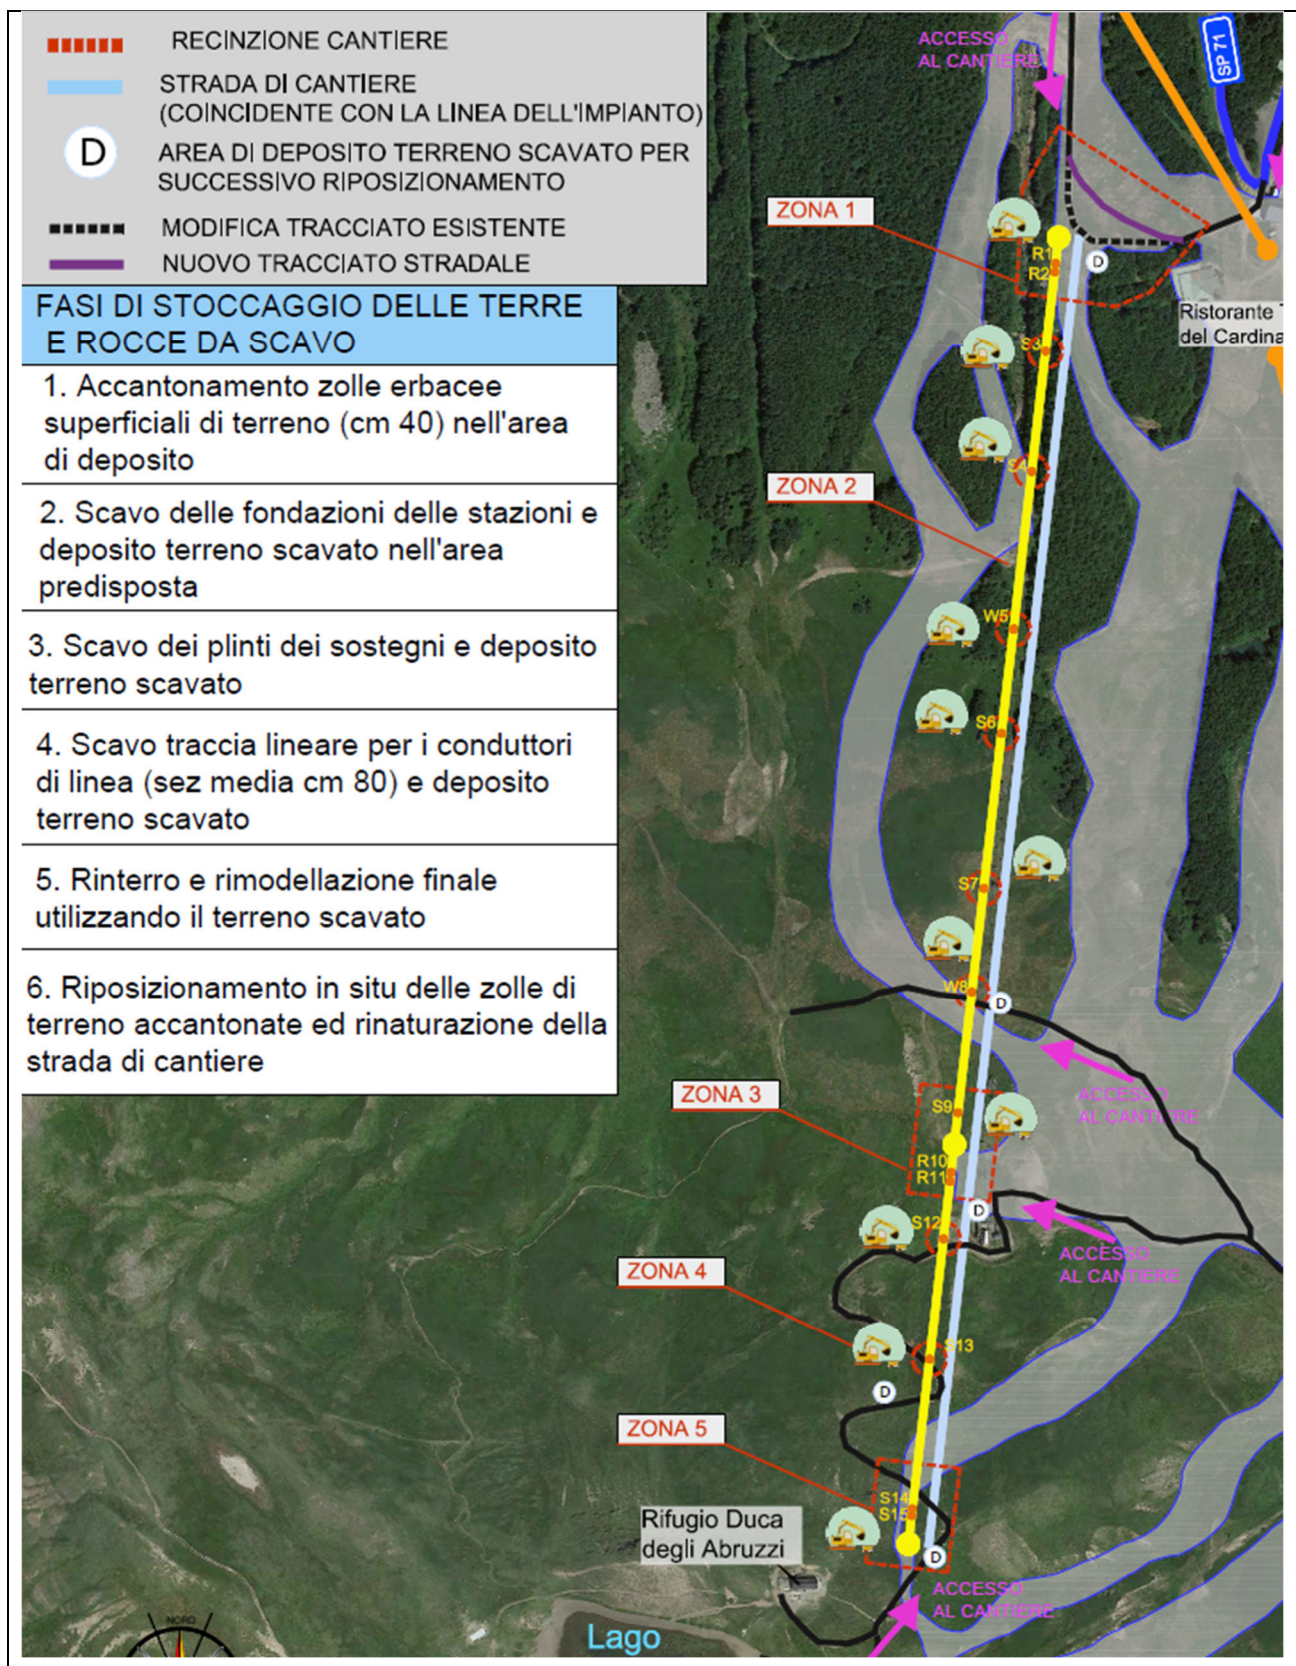 RECINZIONE CANTIERE
STRADA DI CANTIERE
(COINCIDENTE CON LA LINEA DELL'IMPIANTO)
D
AREA DI DEPOSITO TERRENO SCAVATO PER
SUCCESSIVO RIPOSIZIONAMENTO
MODIFICA TRACCIATO ESISTENTE
NUOVO TRACCIATO STRADALE
FASI DI STOCCAGGIO DELLE TERRE
E ROCCE DA SCAVO
1. Accantonamento zolle erbacee
superficiali di terreno (cm 40) nell'area
di deposito
2. Scavo delle fondazioni delle stazioni e
deposito terreno scavato nell'area
predisposta
3. Scavo dei plinti dei sostegni e deposito
terreno scavato
4. Scavo traccia lineare per i conduttori
di linea (sez media cm 80) e deposito
terreno scavato
5. Rinterro e rimodellazione finale
utilizzando il terreno scavato
6. Riposizionamento in situ delle zolle di
terreno accantonate ed rinaturazione della
strada di cantiere
ACCESSO
AL CANTIERE
SP 71
ZONA 1
R1
R2
D
Ristorante
del Cardina
S3
ZONA 2
W5
S6
S7
W8
D
ACCESSO
AL CANTIERE
ZONA 3
S9
R10
R11
D
S12
ACCESSO
AL CANTIERE
ZONA 4
S13
D
ZONA 5
S14
S15
Rifugio Duca
degli Abruzzi
D
ACCESSO
AL CANTIERE
NORD
Lago